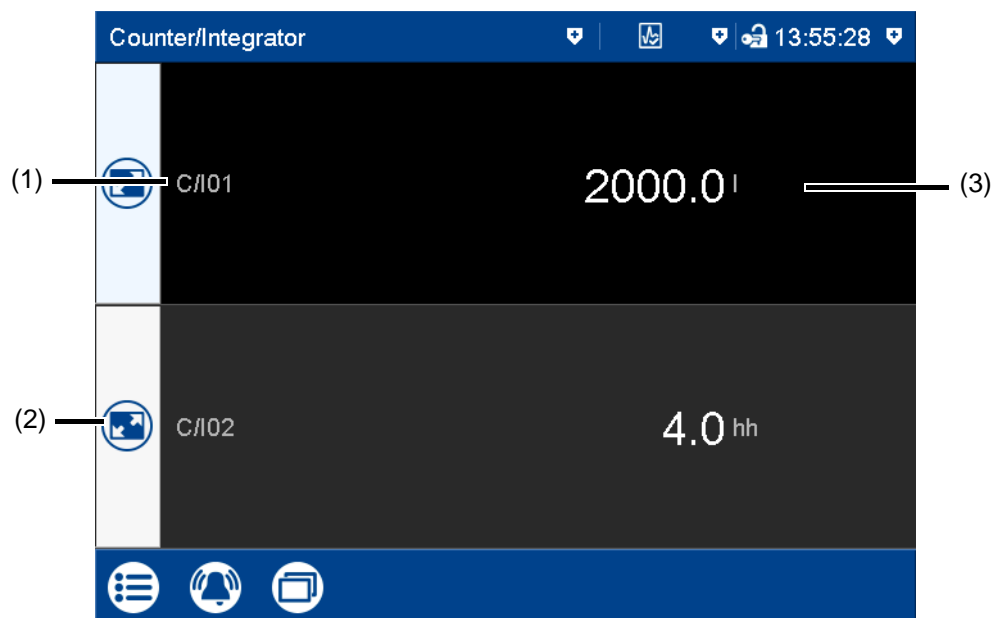 Counter/Integrator 13:55:28
(1) C/I01 2000.0 l (3)
(2) C/I02 4.0 hh